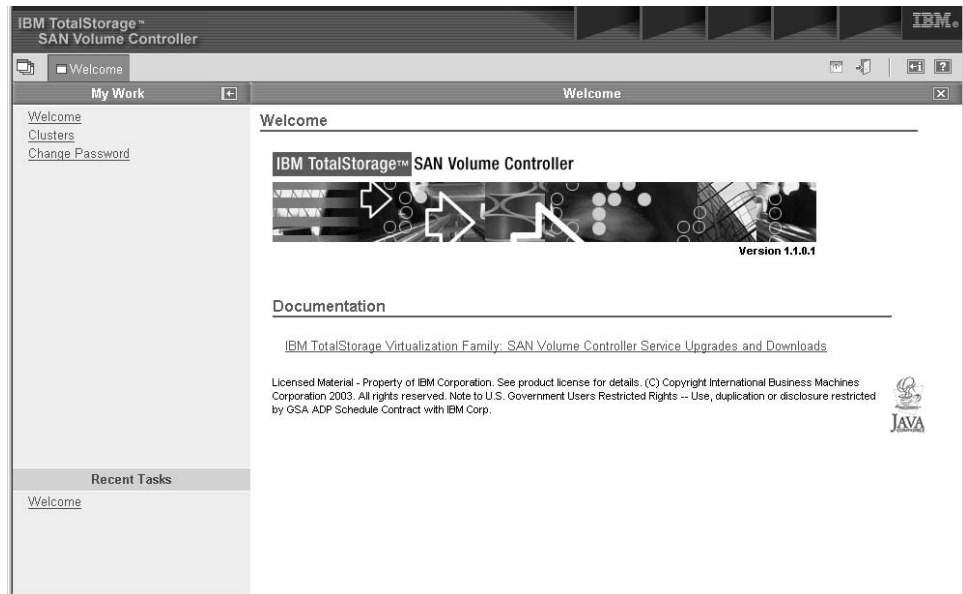 IBM TotalStorage™
SAN Volume Controller
IBM®
Welcome
My Work
Welcome
Welcome
Clusters
Change Password
Welcome
IBM TotalStorage™ SAN Volume Controller
Version 1.1.0.1
Documentation
IBM TotalStorage Virtualization Family: SAN Volume Controller Service Upgrades and Downloads
Licensed Material - Property of IBM Corporation. See product license for details. (C) Copyright International Business Machines
Corporation 2003. All rights reserved. Note to U.S. Government Users Restricted Rights -- Use, duplication or disclosure restricted
by GSA ADP Schedule Contract with IBM Corp.
JAVA
COMPATIBLE
Recent Tasks
Welcome